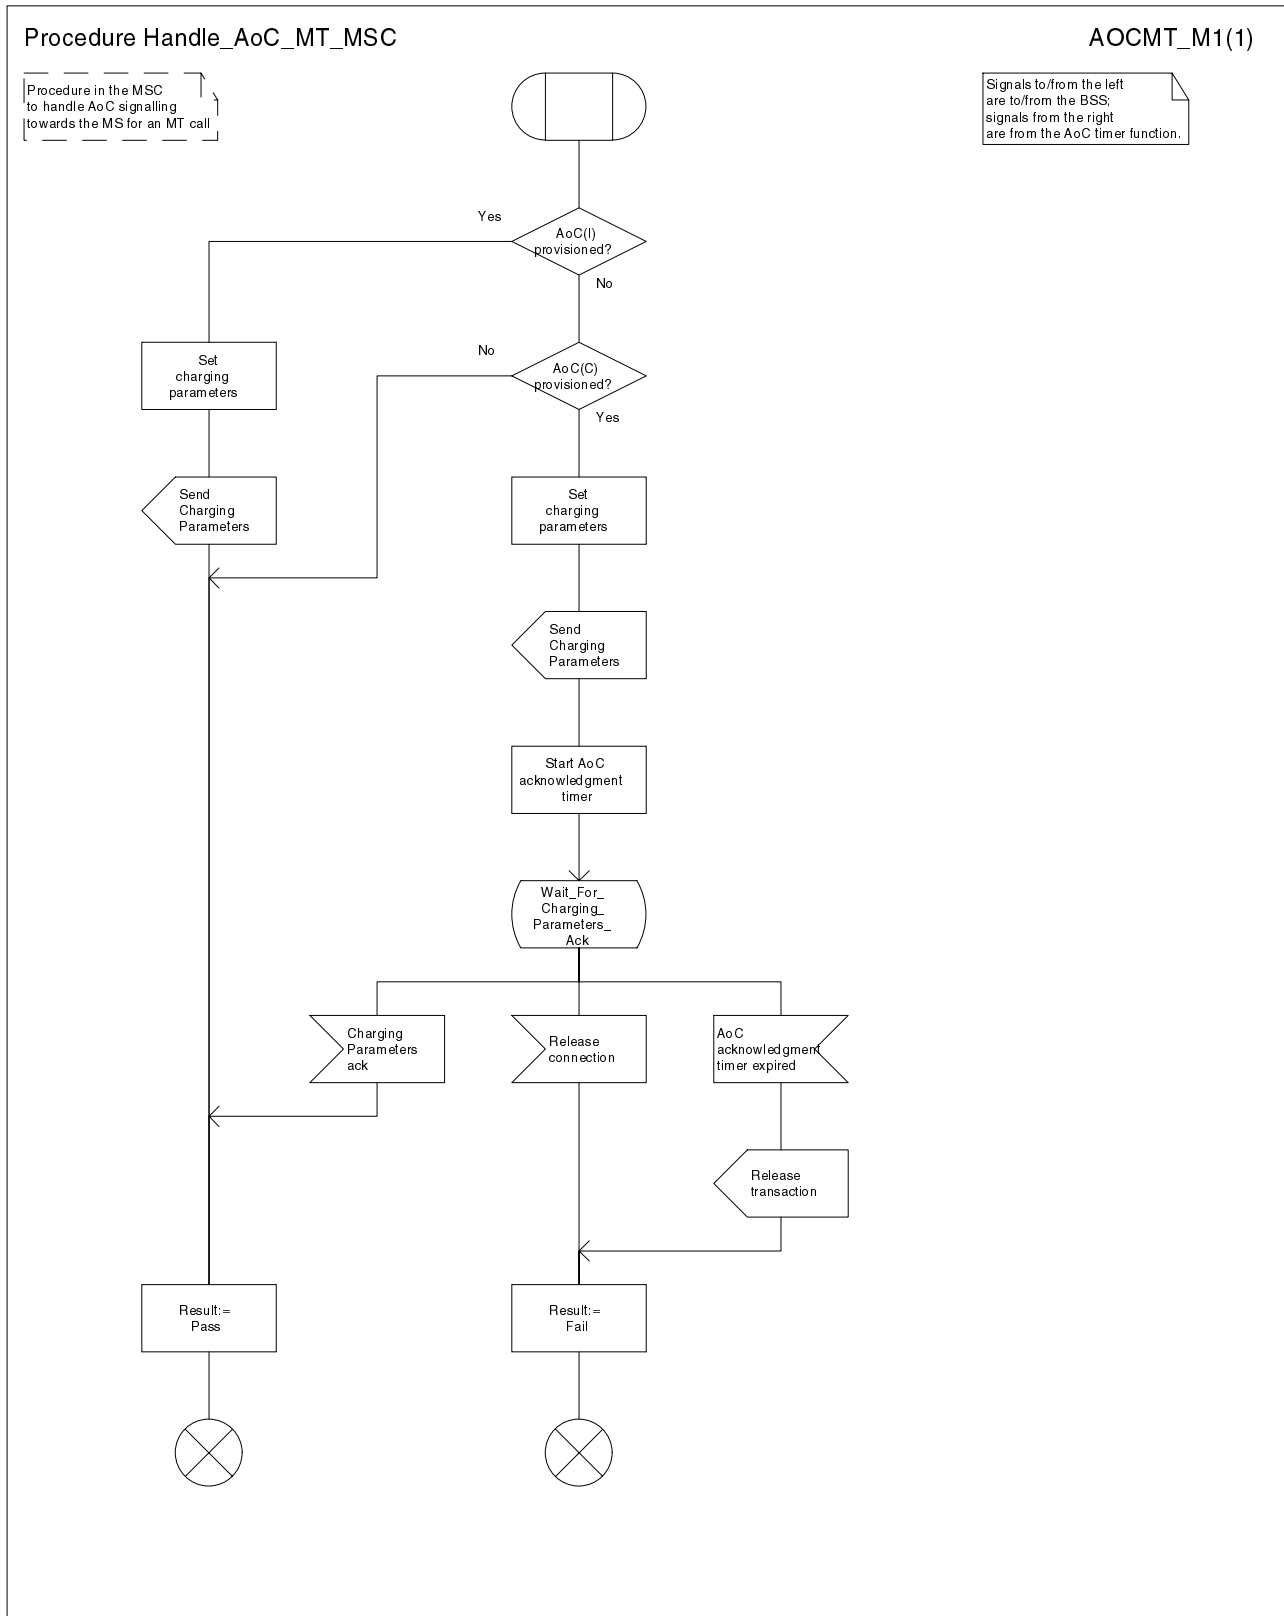 Procedure Handle_AoC_MT_MSC
AOCMT_M1(1)
Procedure in the MSC
to handle AoC signalling
towards the MS for an MT call
Signals to/from the left
are to/from the BSS;
signals from the right
are from the AoC timer function.
Yes
AoC(I)
provisioned?
No
No
AoC(C)
provisioned?
Yes
Set
charging
parameters
Send
Charging
Parameters
Set
charging
parameters
Send
Charging
Parameters
Start AoC
acknowledgment
timer
Wait_For_
Charging_
Parameters_
Ack
Charging
Parameters
ack
Release
connection
AoC
acknowledgment
timer expired
Release
transaction
Result:=
Pass
Result:=
Fail